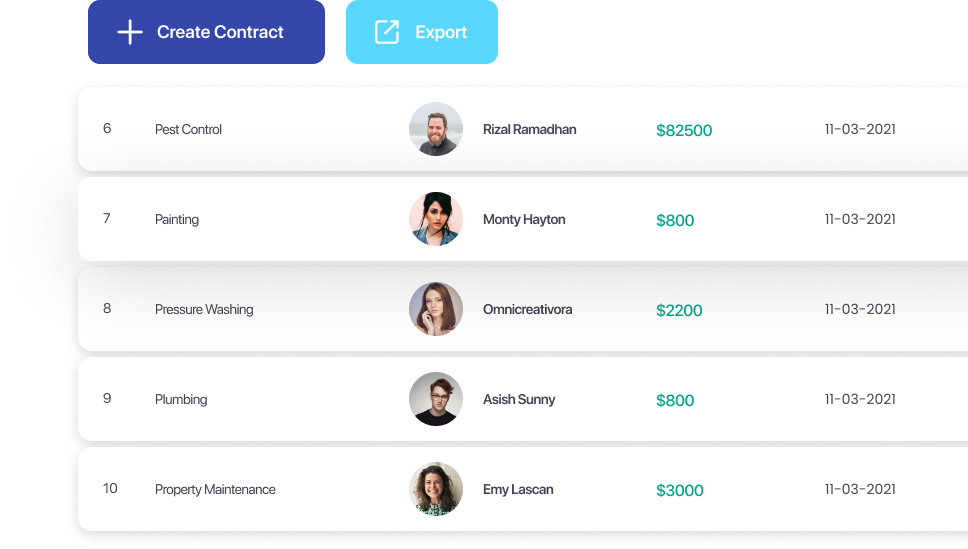 Create Contract Export
6 Pest Control Rizal Ramadhan $82500 11-03-2021
7 Painting Monty Hayton $800 11-03-2021
8 Pressure Washing Omnicreativora $2200 11-03-2021
9 Plumbing Asish Sunny $800 11-03-2021
10 Property Maintenance Emy Lascan $3000 11-03-2021